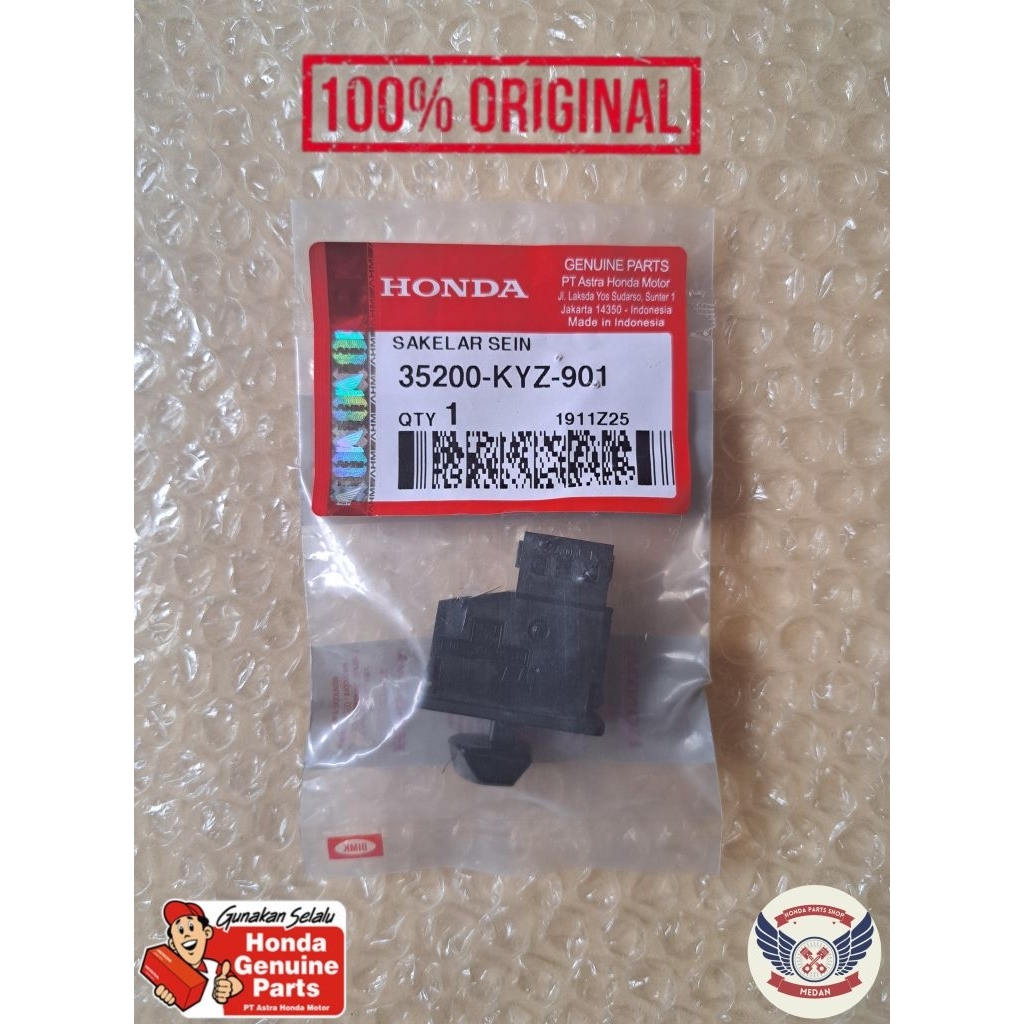 100% ORIGINAL
HONDA
GENUINE PARTS
PT Astra Honda Motor
Jl. Laksda Yos Sudarso, Sunter 1
Jakarta 14350 - Indonesia
Made in Indonesia
SAKELAR SEIN
35200-KYZ-901
QTY 1
1911Z25
Gunakan Selalu
Honda
Genuine
Parts
PT Astra Honda Motor
HONDA PARTS SHOP
MEDAN